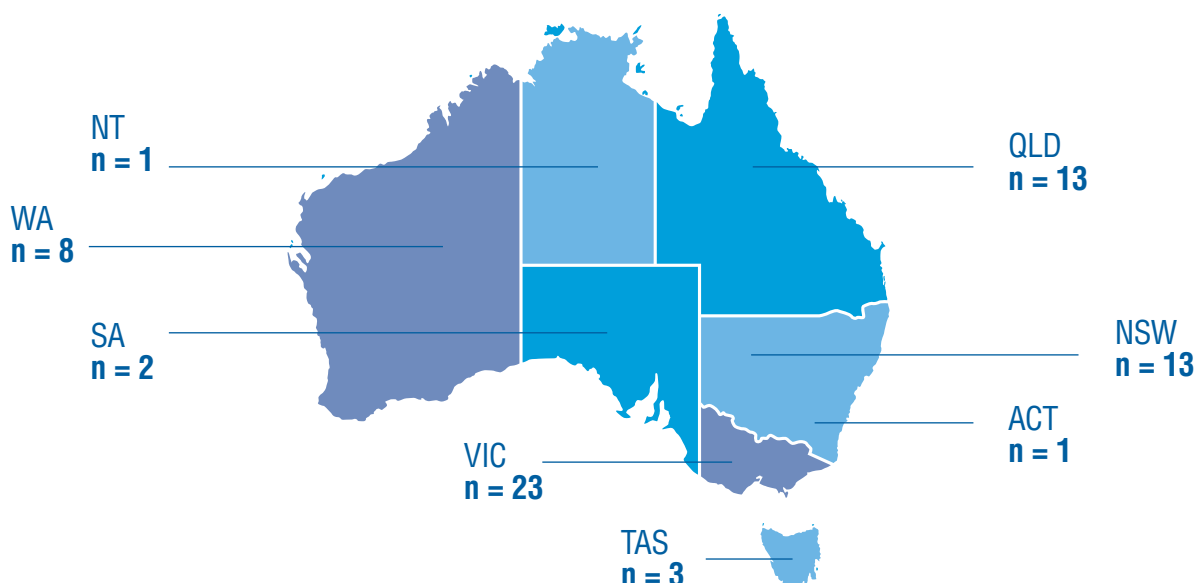 NT
n = 1
QLD
n = 13
WA
n = 8
SA
n = 2
NSW
n = 13
ACT
n = 1
VIC
n = 23
TAS
n = 3